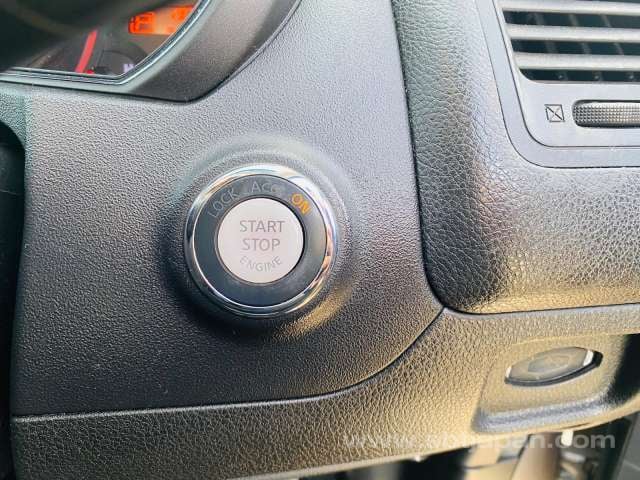 LOCK Acc ON
START
STOP
ENGINE